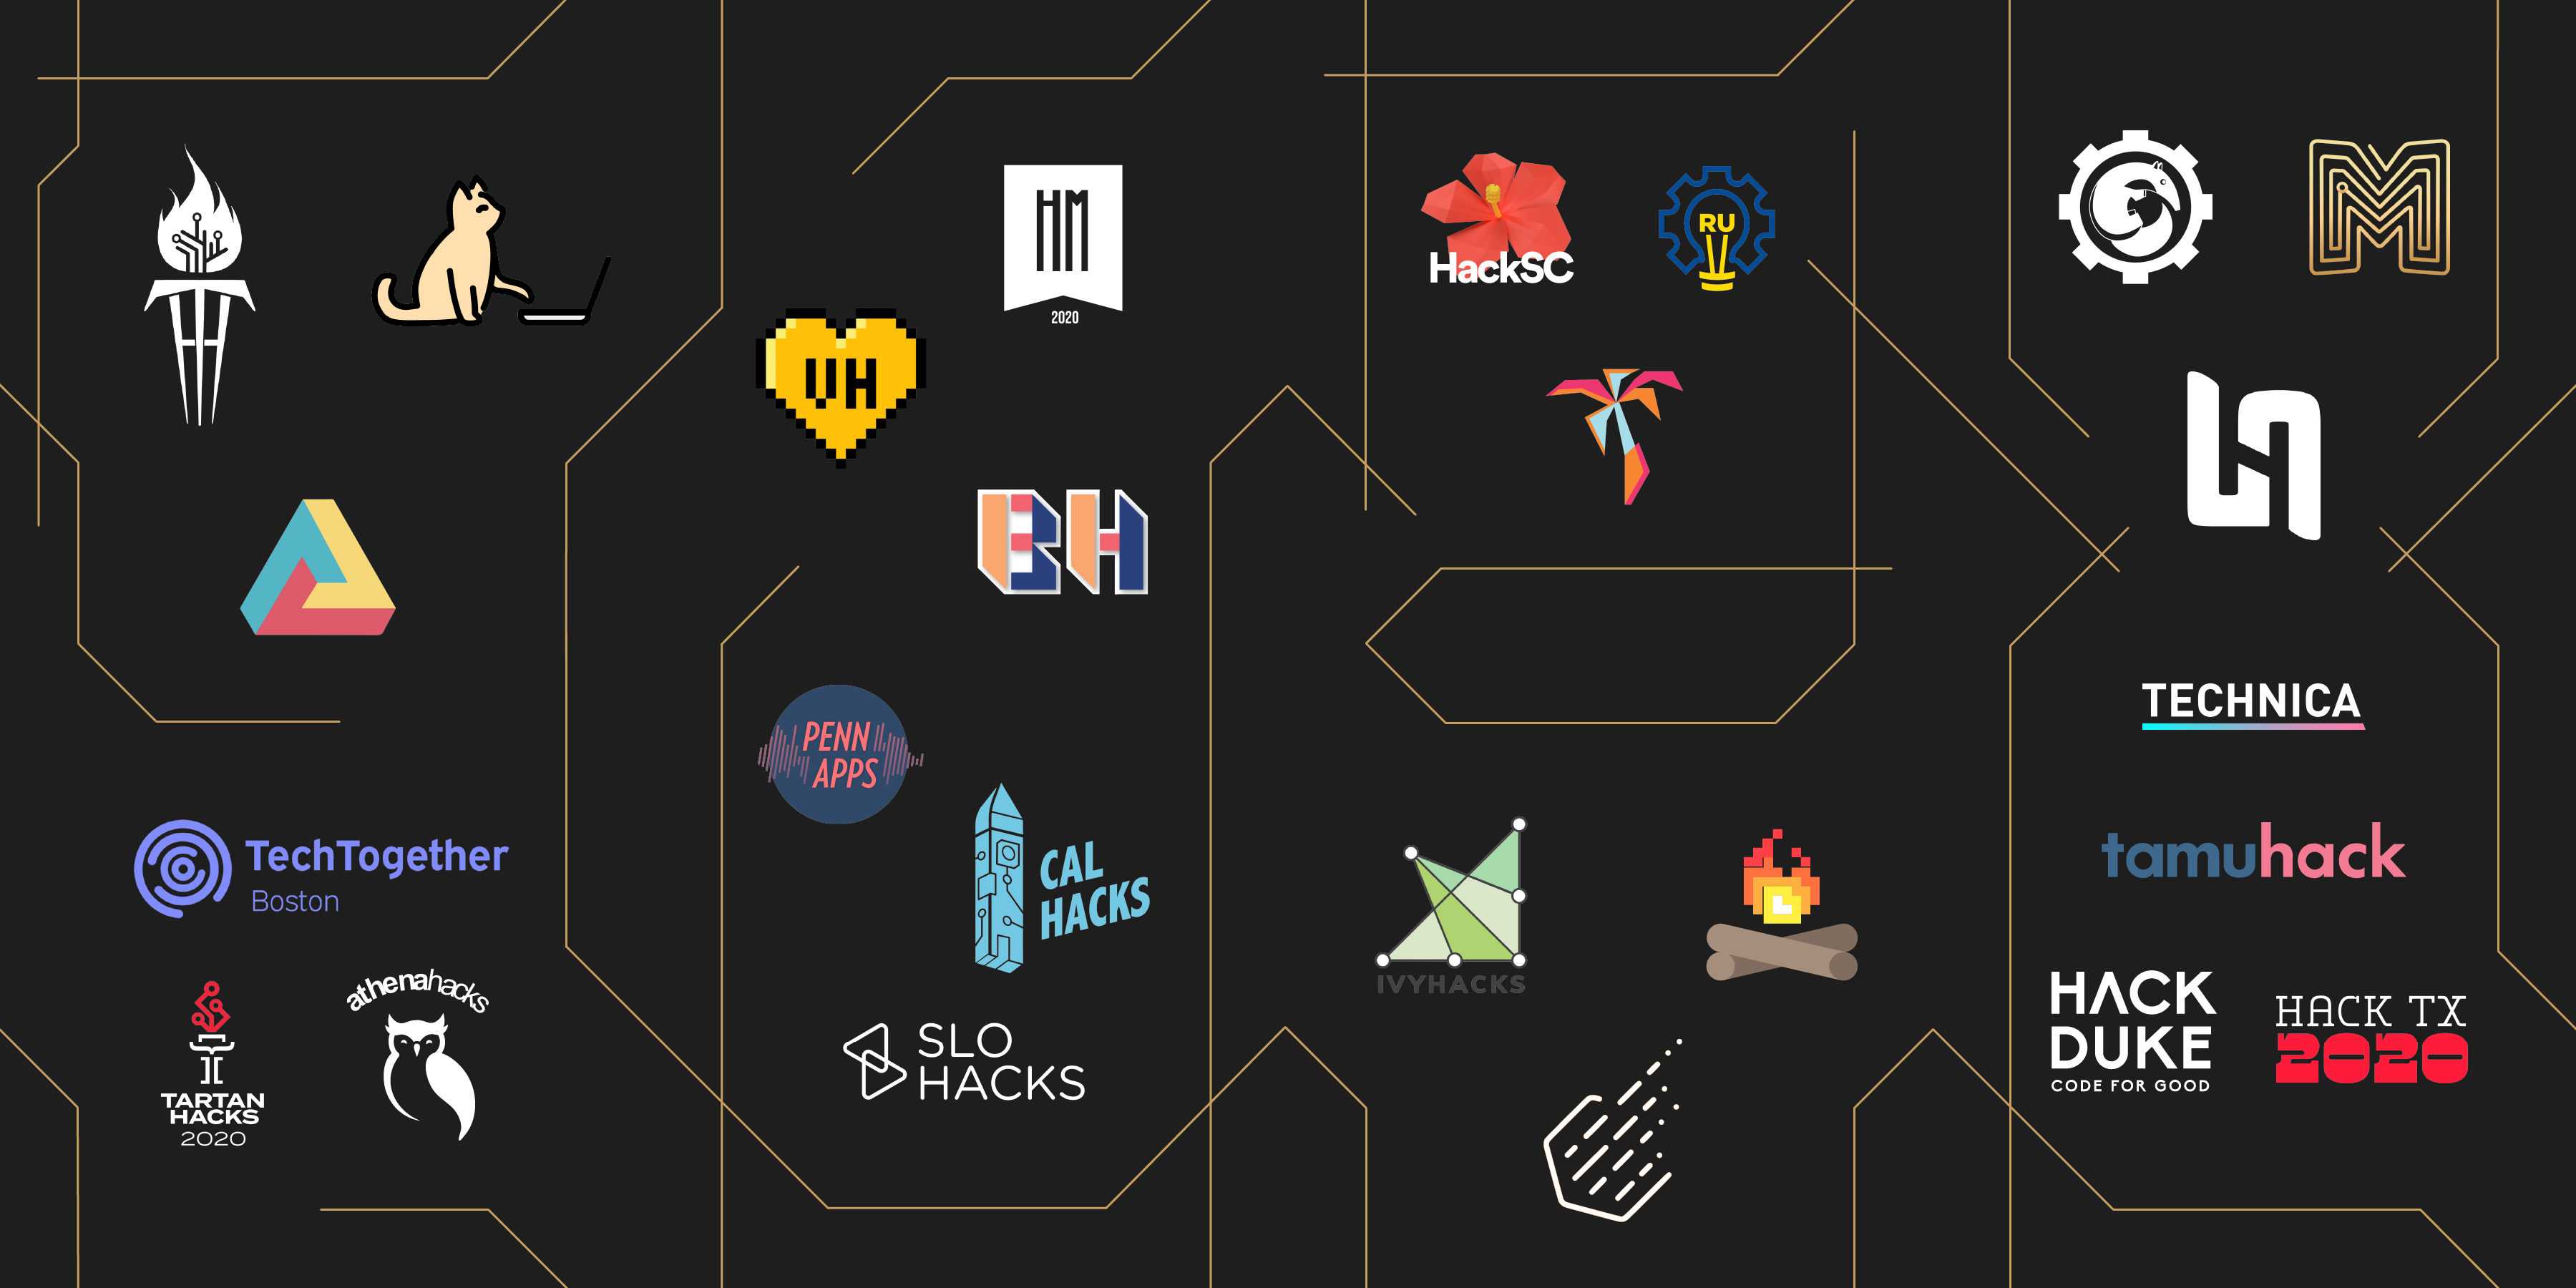 HM
2020
UH
BH
HackSC
RU
M
PENN
APPS
CAL
HACKS
SLO
HACKS
TechTogether
Boston
athenahacks
TARTAN
HACKS
2020
IVYHACKS
TECHNICA
tamuhack
HACK
DUKE
CODE FOR GOOD
HACK TX
2020